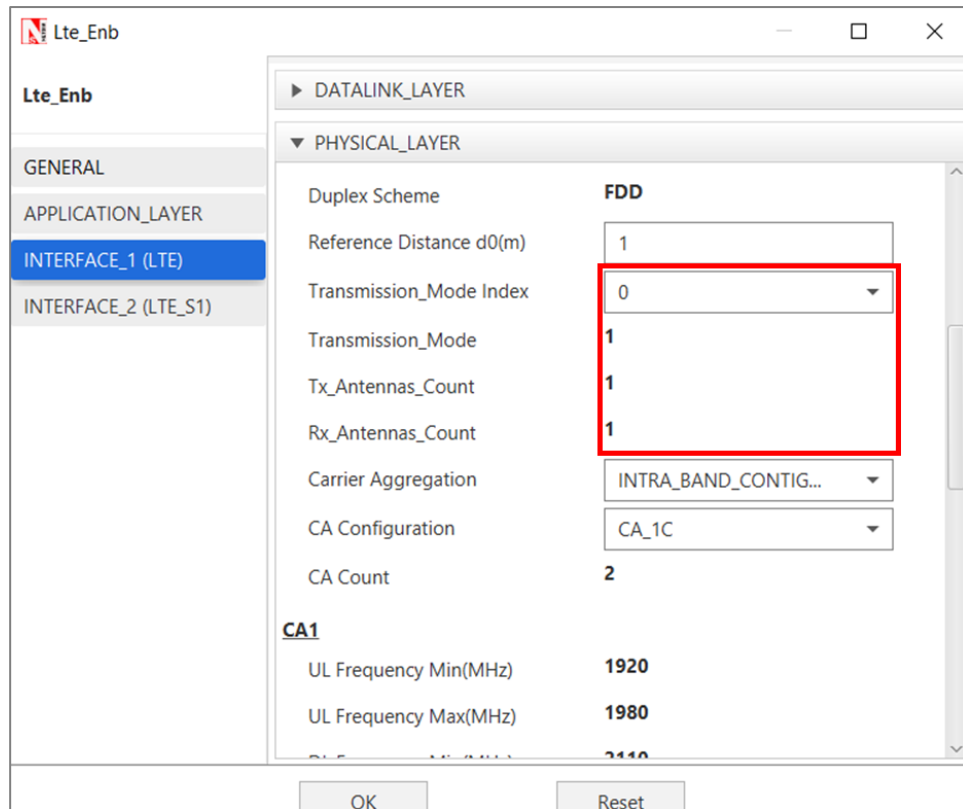 Lte_Enb
Lte_Enb
GENERAL
APPLICATION_LAYER
INTERFACE_1 (LTE)
INTERFACE_2 (LTE_S1)
DATALINK_LAYER
PHYSICAL_LAYER
Duplex Scheme FDD
Reference Distance d0(m) 1
Transmission_Mode Index 0
Transmission_Mode 1
Tx_Antennas_Count 1
Rx_Antennas_Count 1
Carrier Aggregation INTRA_BAND_CONTIG...
CA Configuration CA_1C
CA Count 2
CA1
UL Frequency Min(MHz) 1920
UL Frequency Max(MHz) 1980
OK Reset